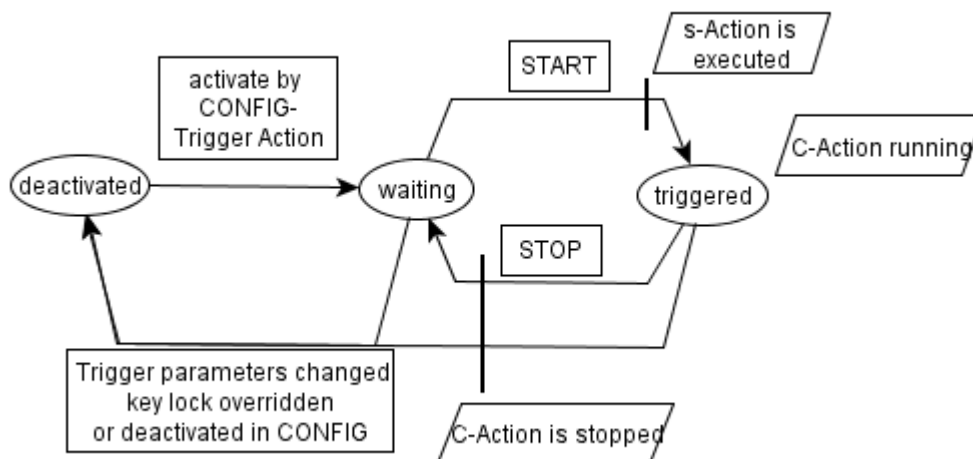 s-Action is
executed
START
activate by
CONFIG-
Trigger Action
C-Action running
deactivated
waiting
triggered
STOP
Trigger parameters changed
key lock overridden
or deactivated in CONFIG
C-Action is stopped